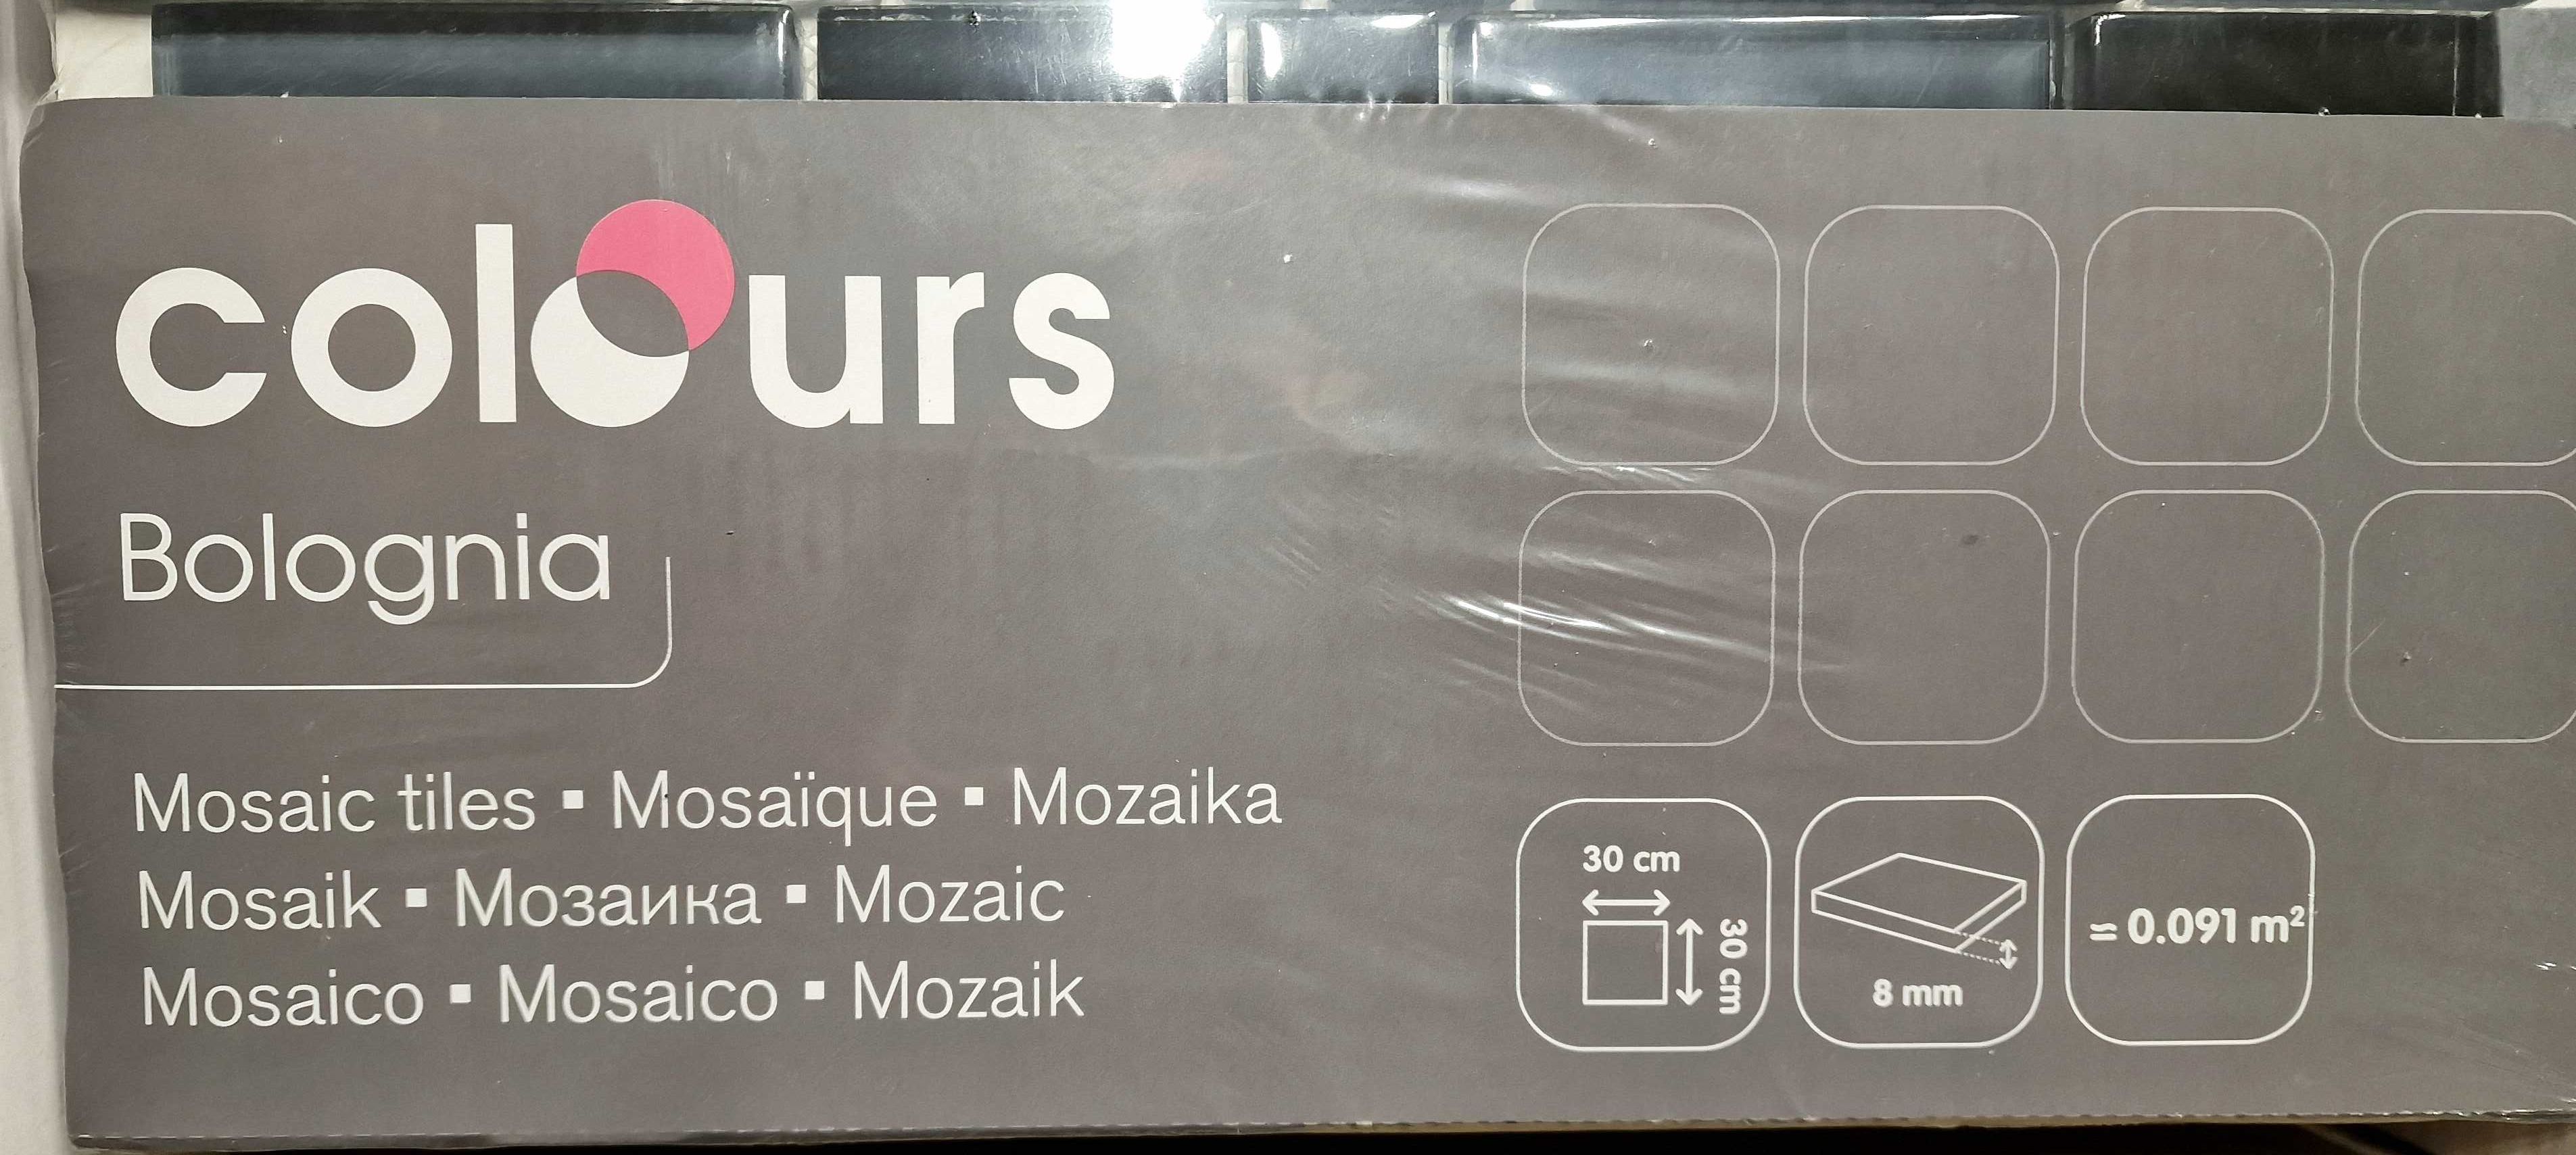 colours
Bolognia
Mosaic tiles ▪ Mosaïque ▪ Mozaika
Mosaik ▪ Мозаика ▪ Mozaic
Mosaico ▪ Mosaico ▪ Mozaik
30 cm
30 cm
8 mm
= 0.091 m²